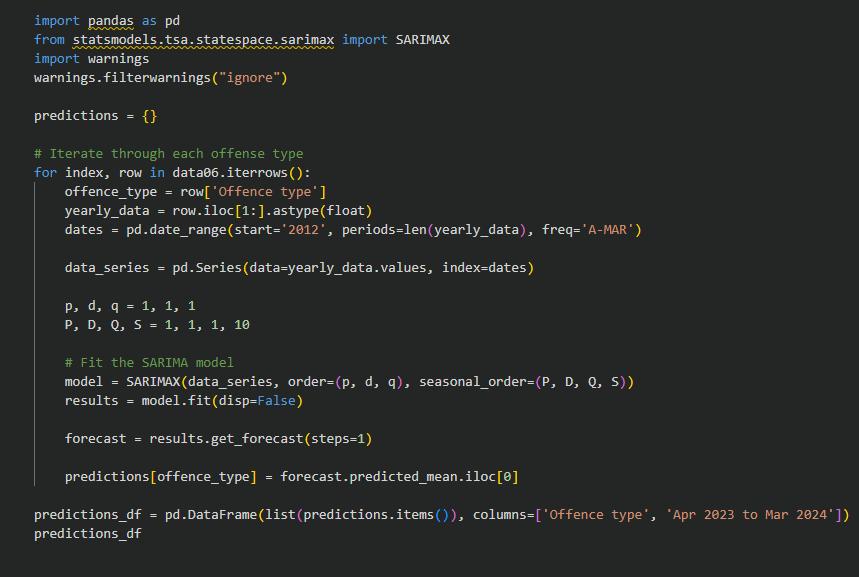 import pandas as pd
from statsmodels.tsa.statespace.sarimax import SARIMAX
import warnings
warnings.filterwarnings("ignore")

predictions = {}

# Iterate through each offense type
for index, row in data06.iterrows():
    offence_type = row['Offence type']
    yearly_data = row.iloc[1:].astype(float)
    dates = pd.date_range(start='2012', periods=len(yearly_data), freq='A-MAR')

    data_series = pd.Series(data=yearly_data.values, index=dates)

    p, d, q = 1, 1, 1
    P, D, Q, S = 1, 1, 1, 10

    # Fit the SARIMA model
    model = SARIMAX(data_series, order=(p, d, q), seasonal_order=(P, D, Q, S))
    results = model.fit(disp=False)

    forecast = results.get_forecast(steps=1)

    predictions[offence_type] = forecast.predicted_mean.iloc[0]

predictions_df = pd.DataFrame(list(predictions.items()), columns=['Offence type', 'Apr 2023 to Mar 2024'])
predictions_df